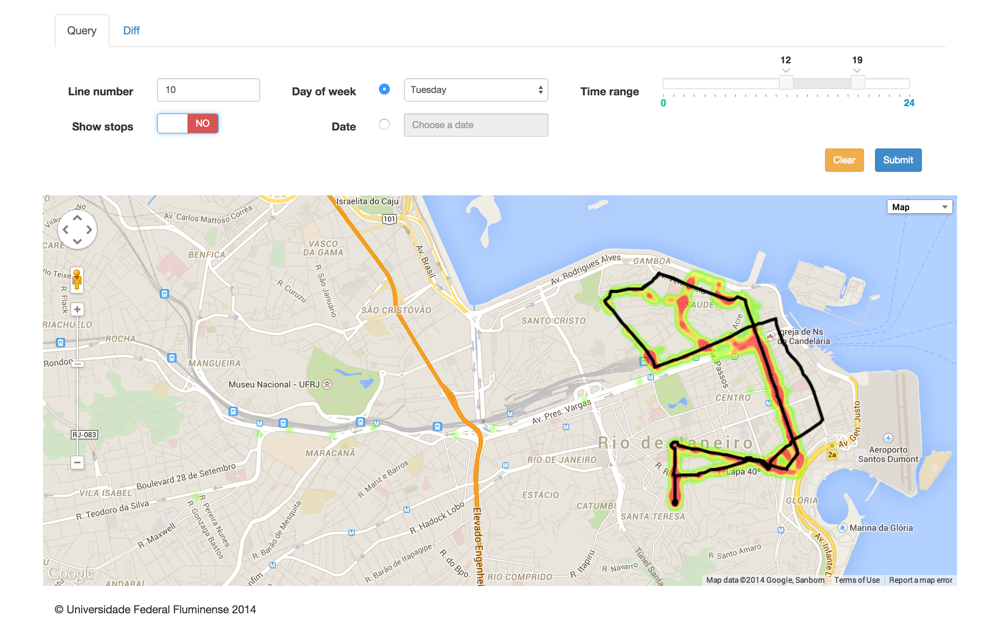 Query
Diff
12
19
Line number
10
Day of week
Tuesday
Time range
0
24
Show stops
NO
Date
Choose a date
Clear
Submit
Israelita do Caju
Map
Av. Carlos Mattoso Corrêa
101
VASCO
DA GAMA
BENFICA
Av. Brasil
Av. Rodrigues Alves
GAMBOA
R. São Januário
R. Curuzu
R. Flack
Av. Venezuela
SAÚDE
SÃO CRISTÓVÃO
SANTO CRISTO
RIACHUELO
R. Acre
ROCHA
Igreja de Ns.
da Candelária
Rondon
MANGUEIRA
Av. Passos
Museu Nacional - UFRJ
CENTRO
Av. Rio Branco
Av. Pres. Vargas
Av. Gen. Justo
RJ-083
Rio de Janeiro
Aeroporto
Santos Dumont
2a
MARACANÃ
RIO DE JANEIRO
R. Riachuelo
Lapa 40º
Boulevard 28 de Setembro
R. Mariz e Barros
VILA ISABEL
ESTÁCIO
CATUMBI
GLÓRIA
R. Teodoro da Silva
R. Pereira Nunes
R. Gonzaga Bastos
R. Barão de Mesquita
R. Hadock Lobo
SANTA TERESA
Marina da Glória
R. Maxwell
Elevado Engenhei
R. Barão de Itapagipe
R. do Bpo.
R. Itapiru
Túnel Santa
R. Santo Amaro
R. Navarro
Av. Infante D
Google
RIO COMPRIDO
ANDARAÍ
Map data ©2014 Google, Sanborn
Terms of Use
Report a map error
© Universidade Federal Fluminense 2014